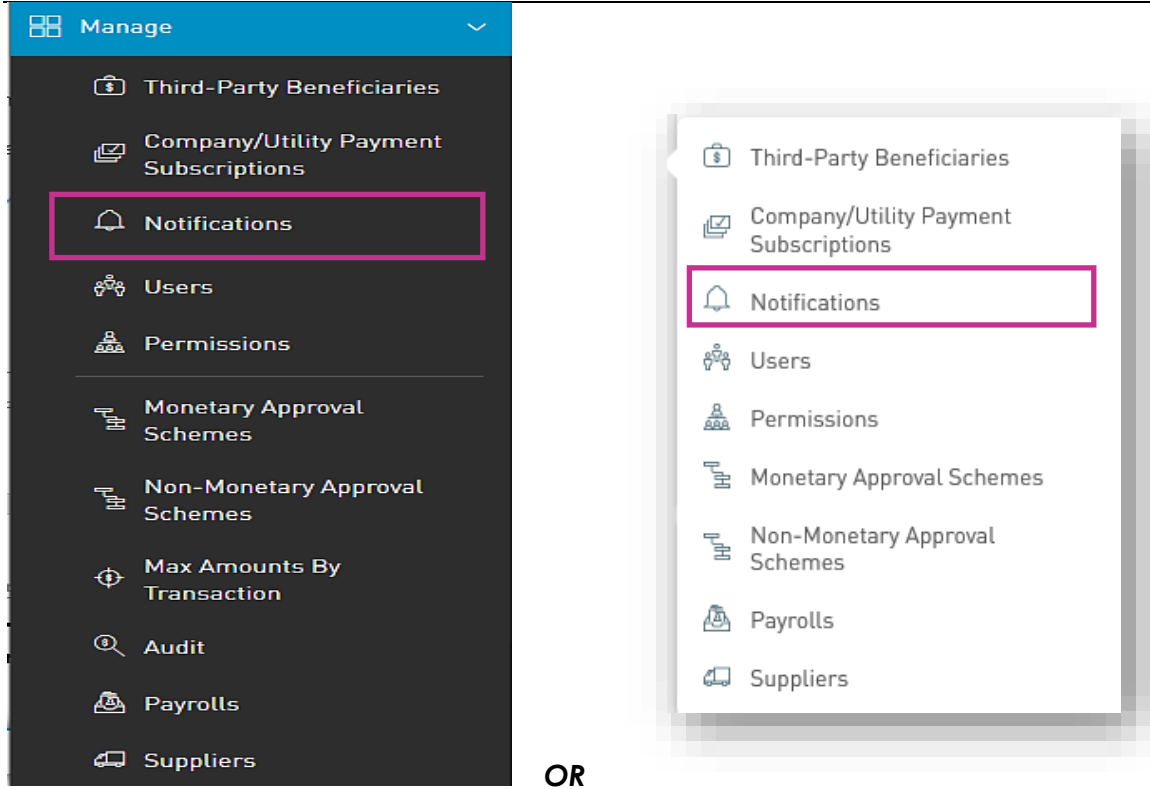 Manage
Third-Party Beneficiaries
Company/Utility Payment
Subscriptions
Notifications
Users
Permissions
Monetary Approval
Schemes
Non-Monetary Approval
Schemes
Max Amounts By
Transaction
Audit
Payrolls
Suppliers
OR
Third-Party Beneficiaries
Company/Utility Payment
Subscriptions
Notifications
Users
Permissions
Monetary Approval Schemes
Non-Monetary Approval
Schemes
Payrolls
Suppliers